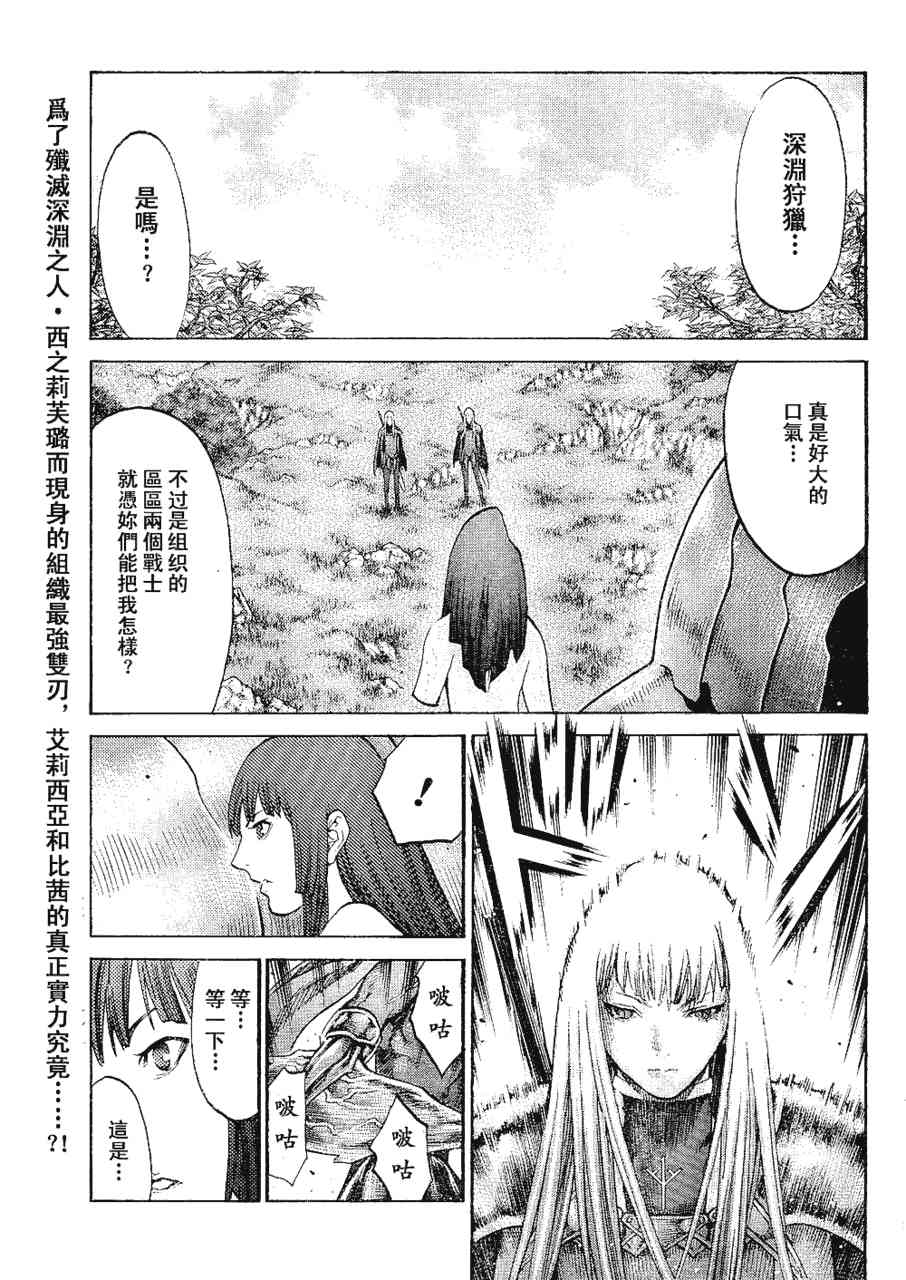 深淵狩獵…
是嗎…?
真是好大的
口氣…
不过是组织的
區區兩個戰士
就憑妳們能把我怎樣?
!
啵咕
啵咕
啵咕
等…
等一下…
這是…
爲了殲滅深淵之人・西之莉芙璐而現身的組織最強雙刃，艾莉西亞和比茜的真正實力究竟……?!